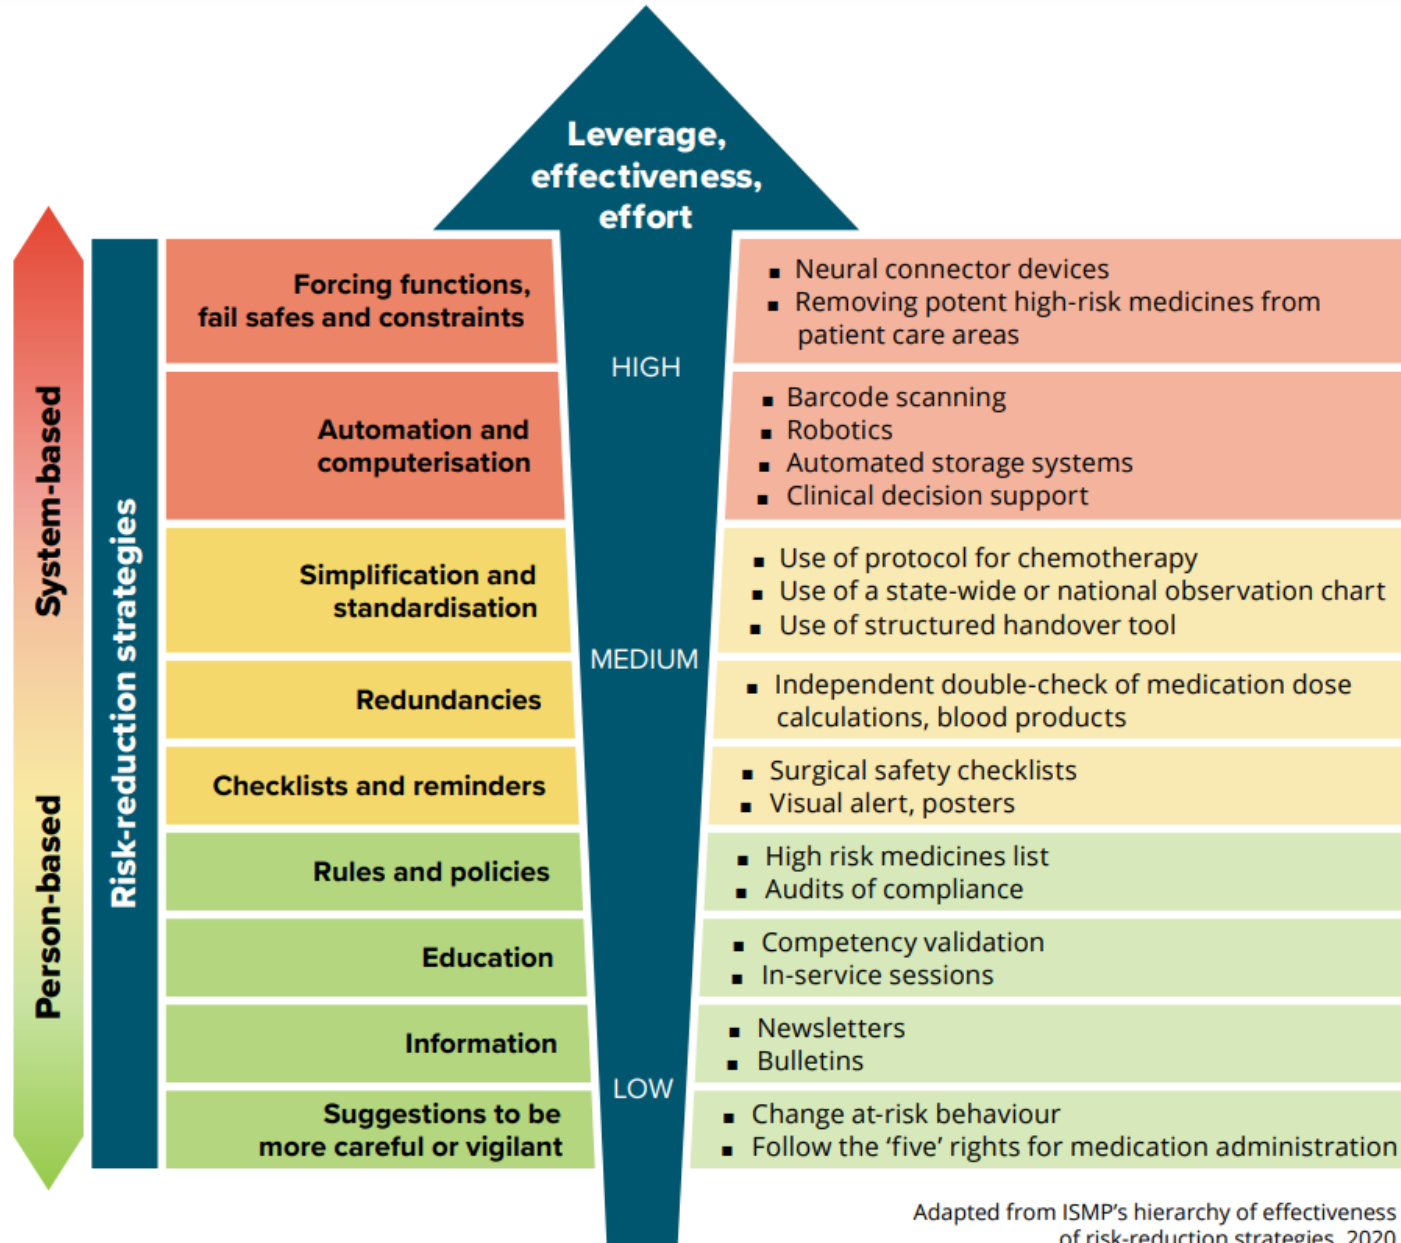 Leverage,
effectiveness,
effort
System-based
Person-based
Risk-reduction strategies
HIGH
MEDIUM
LOW
Forcing functions,
fail safes and constraints
▪ Neural connector devices
▪ Removing potent high-risk medicines from
patient care areas
Automation and
computerisation
▪ Barcode scanning
▪ Robotics
▪ Automated storage systems
▪ Clinical decision support
Simplification and
standardisation
▪ Use of protocol for chemotherapy
▪ Use of a state-wide or national observation chart
▪ Use of structured handover tool
Redundancies
▪ Independent double-check of medication dose
calculations, blood products
Checklists and reminders
▪ Surgical safety checklists
▪ Visual alert, posters
Rules and policies
▪ High risk medicines list
▪ Audits of compliance
Education
▪ Competency validation
▪ In-service sessions
Information
▪ Newsletters
▪ Bulletins
Suggestions to be
more careful or vigilant
▪ Change at-risk behaviour
▪ Follow the ‘five’ rights for medication administration
Adapted from ISMP’s hierarchy of effectiveness
of risk-reduction strategies, 2020